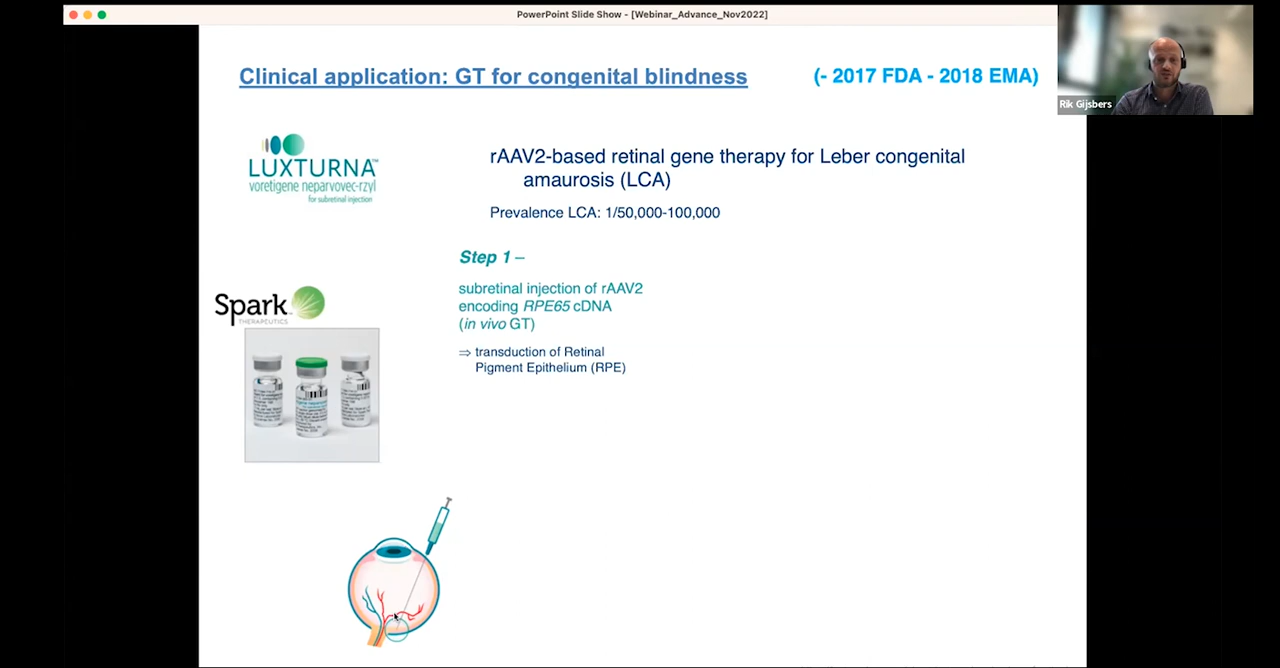 PowerPoint Slide Show - [Webinar_Advance_Nov2022]
Clinical application: GT for congenital blindness
(- 2017 FDA - 2018 EMA)
Rik Gijsbers
LUXTURNA™
voretigene neparvovec-rzyl
for subretinal injection
rAAV2-based retinal gene therapy for Leber congenital
amaurosis (LCA)
Prevalence LCA: 1/50,000-100,000
Step 1 –
subretinal injection of rAAV2
encoding RPE65 cDNA
(in vivo GT)
⇒ transduction of Retinal
Pigment Epithelium (RPE)
Spark
THERAPEUTICS